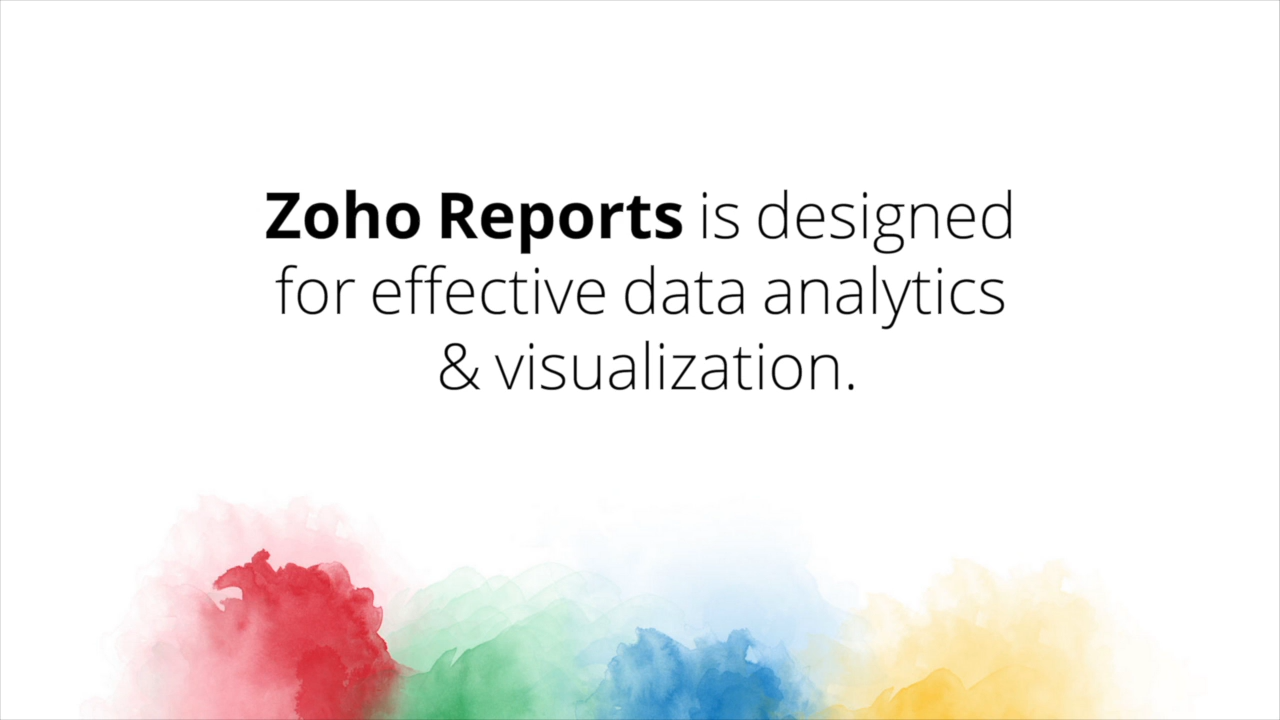 Zoho Reports is designed
for effective data analytics
& visualization.